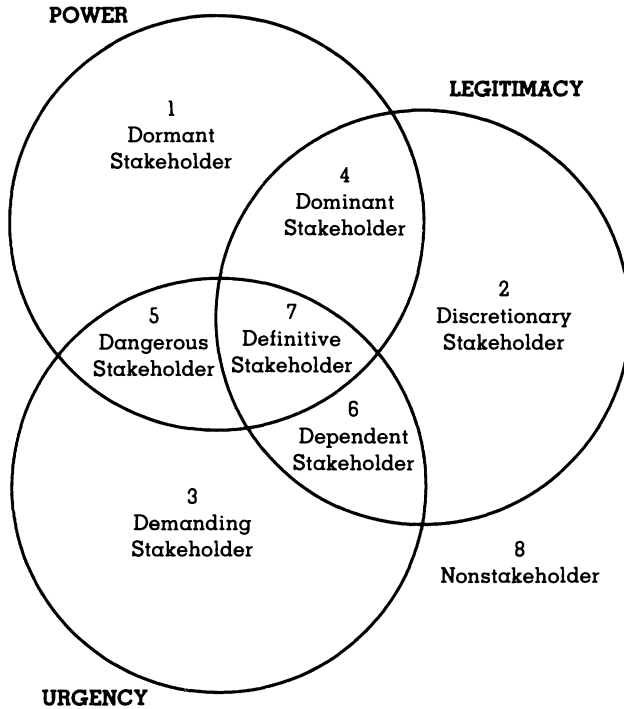 POWER
LEGITIMACY
1
Dormant
Stakeholder
4
Dominant
Stakeholder
2
Discretionary
Stakeholder
5
Dangerous
Stakeholder
7
Definitive
Stakeholder
6
Dependent
Stakeholder
3
Demanding
Stakeholder
8
Nonstakeholder
URGENCY